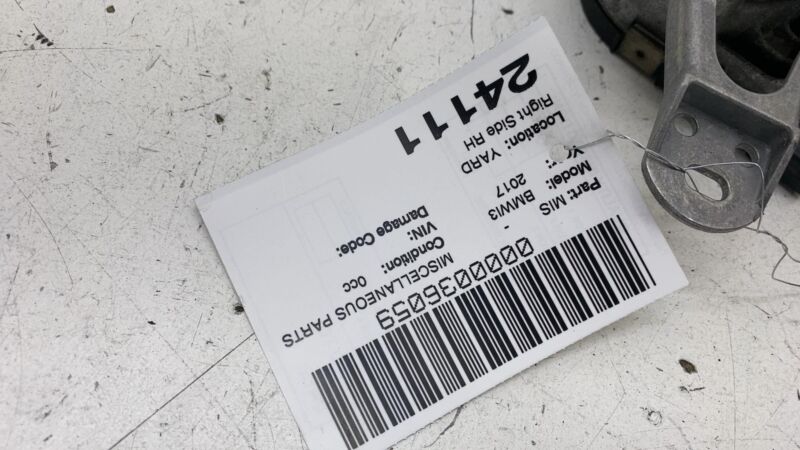 0000036059
Part: MIS - MISCELLANEOUS PARTS
Model: BMWI3 Condition: 0cc
Year: 2017 VIN:
Location: YARD Damage Code:
Right Side RH
24111